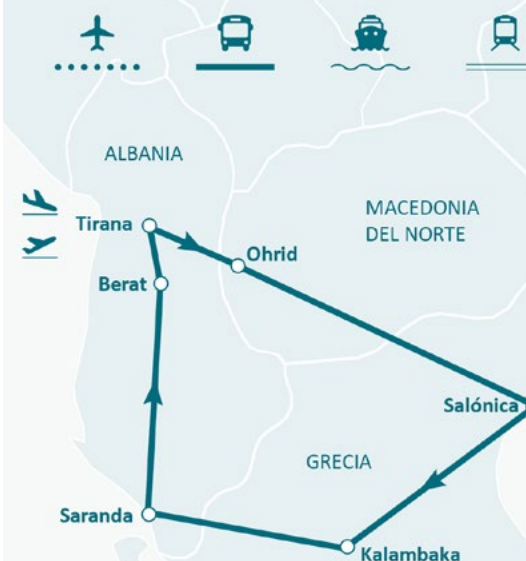 ALBANIA
Tirana
MACEDONIA
DEL NORTE
Ohrid
Berat
Salónica
GRECIA
Saranda
Kalambaka